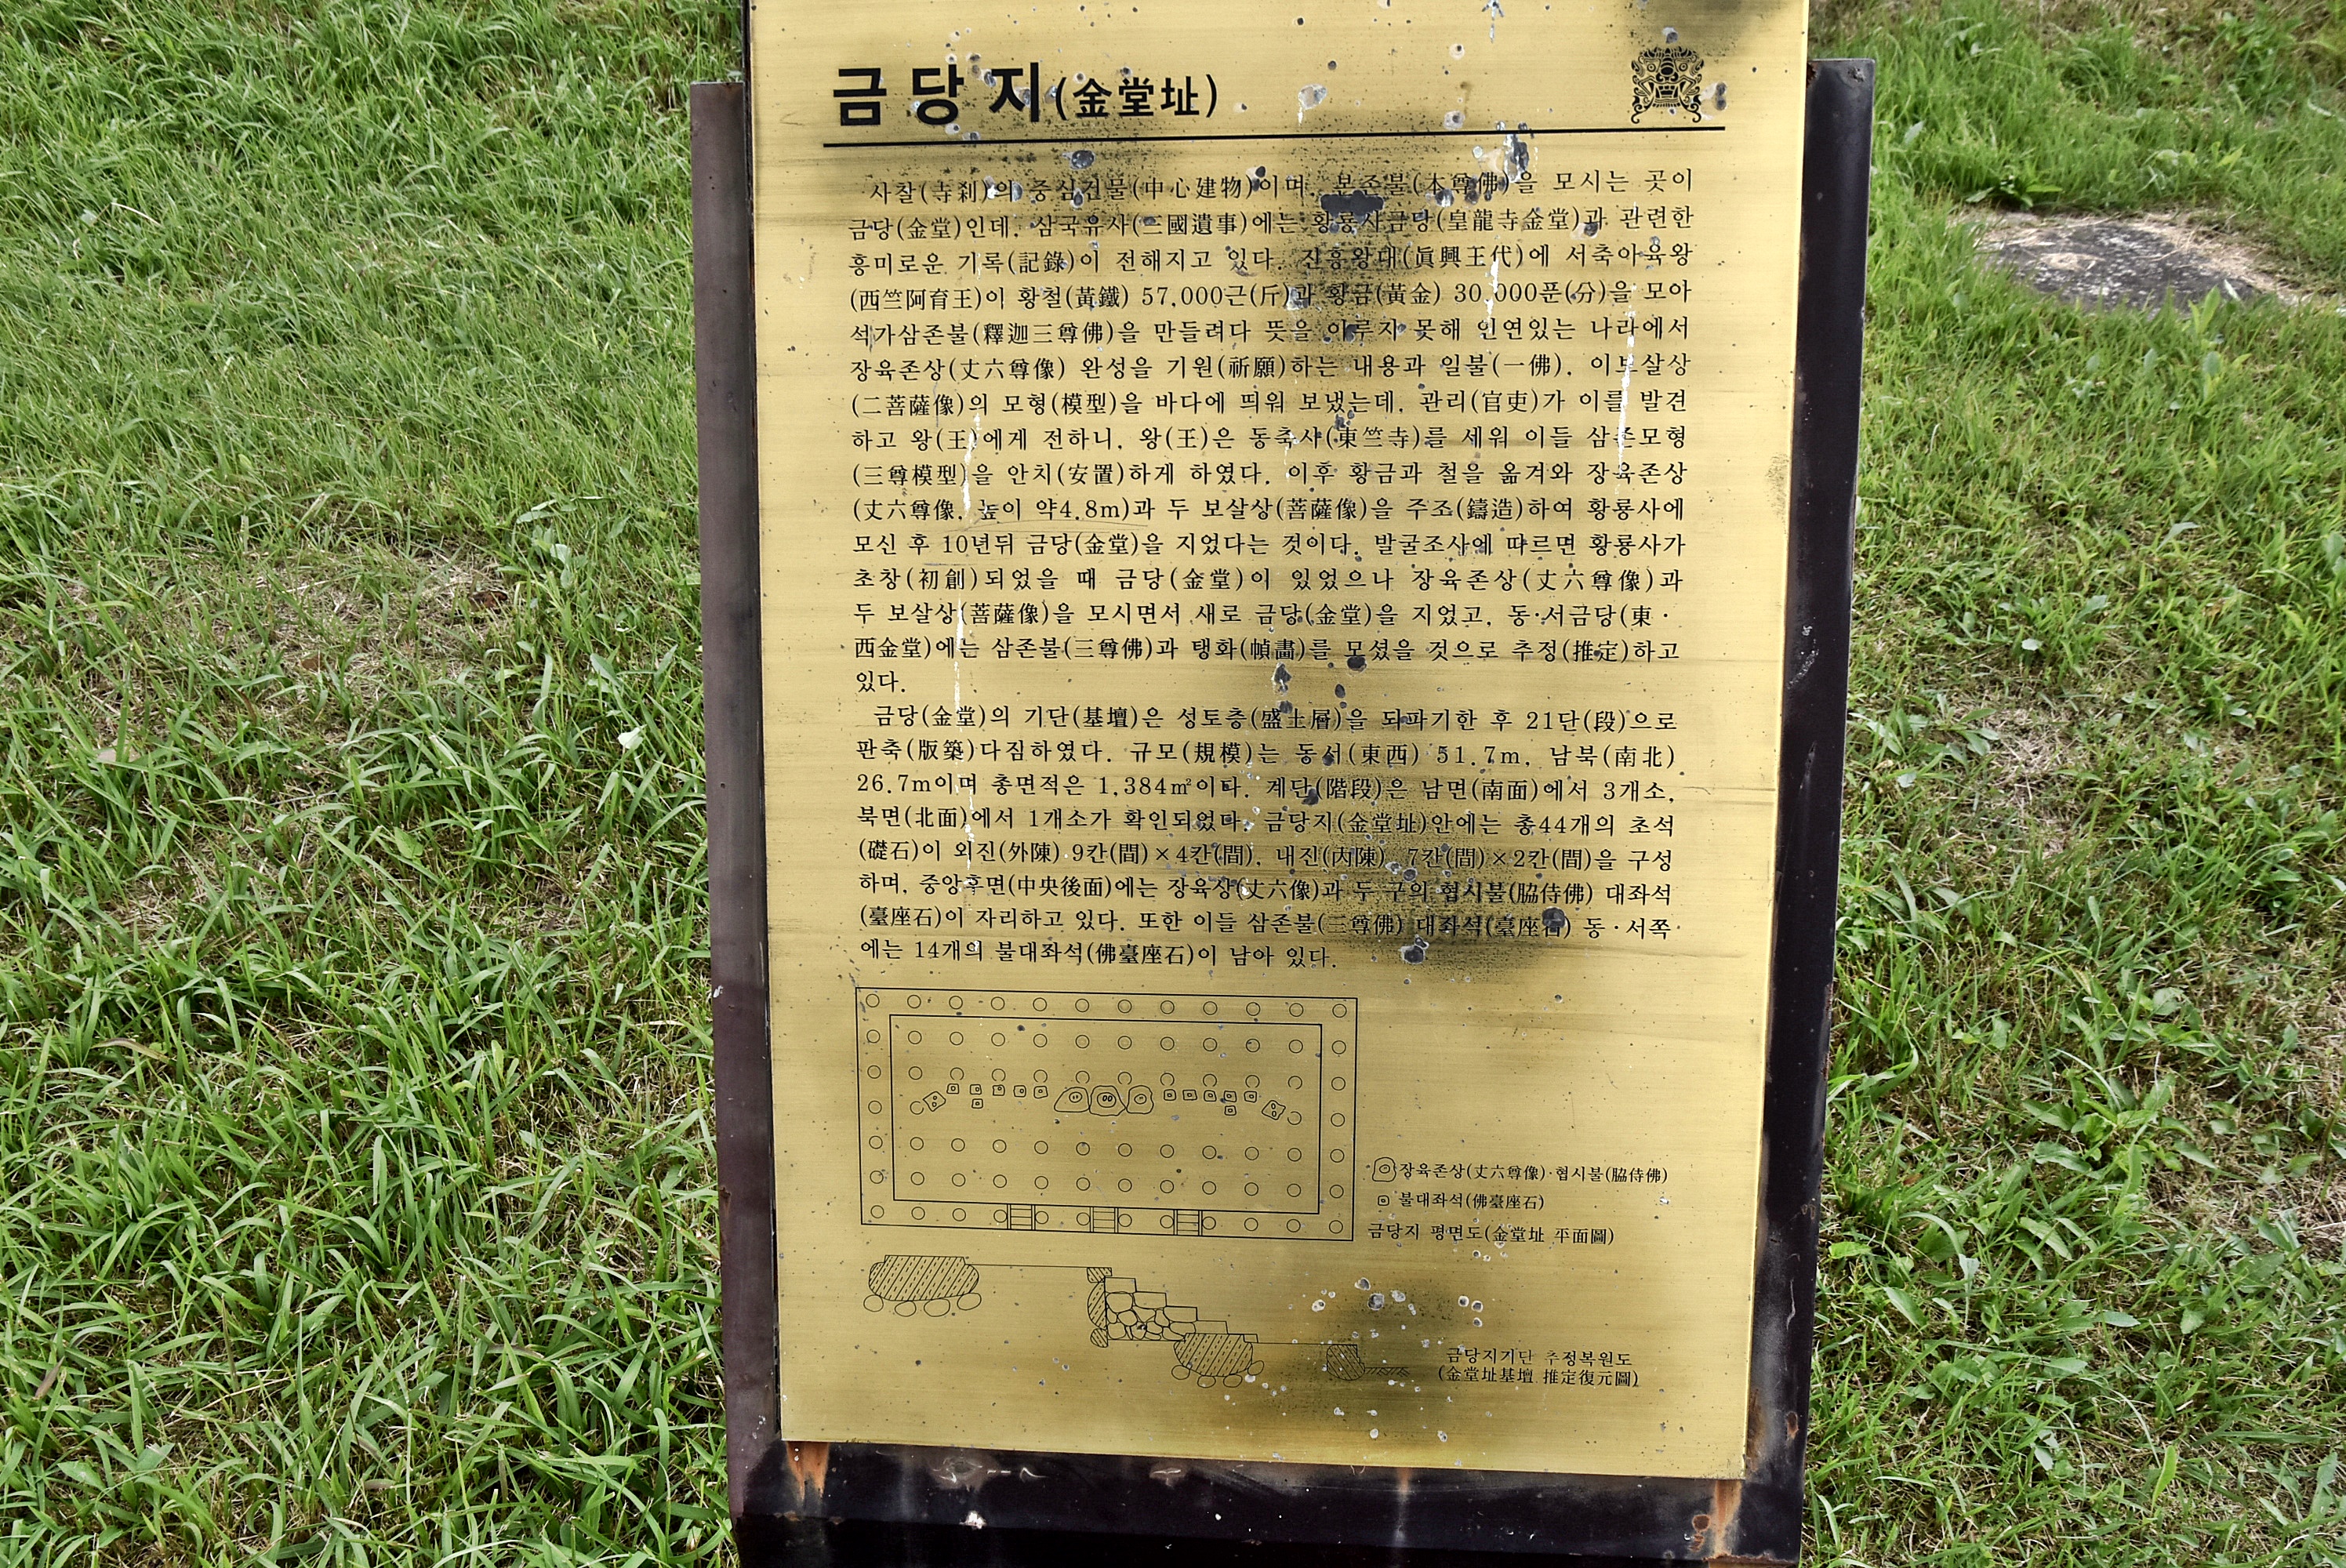 금당지(金堂址)
사찰(寺刹)의 중심건물(中心建物)이며, 본존불(本尊佛)을 모시는 곳이
금당(金堂)인데, 삼국유사(三國遺事)에는 황룡사금당(皇龍寺金堂)과 관련한
흥미로운 기록(記錄)이 전해지고 있다. 진흥왕대(眞興王代)에 서축아육왕
(西竺阿育王)이 황철(黃鐵) 57,000근(斤)과 황금(黃金) 30,000푼(分)을 모아
석가삼존불(釋迦三尊佛)을 만들려다 뜻을 이루지 못해 인연있는 나라에서
장육존상(丈六尊像) 완성을 기원(祈願)하는 내용과 일불(一佛), 이보살상
(二菩薩像)의 모형(模型)을 바다에 띄워 보냈는데, 관리(官吏)가 이를 발견
하고 왕(王)에게 전하니, 왕(王)은 동축사(東竺寺)를 세워 이들 삼존모형
(三尊模型)을 안치(安置)하게 하였다. 이후 황금과 철을 옮겨와 장육존상
(丈六尊像, 높이 약4.8m)과 두 보살상(菩薩像)을 주조(鑄造)하여 황룡사에
모신 후 10년뒤 금당(金堂)을 지었다는 것이다. 발굴조사에 따르면 황룡사가
초창(初創)되었을 때 금당(金堂)이 있었으나 장육존상(丈六尊像)과
두 보살상(菩薩像)을 모시면서 새로 금당(金堂)을 지었고, 동·서금당(東·
西金堂)에는 삼존불(三尊佛)과 탱화(幀畵)를 모셨을 것으로 추정(推定)하고
있다.
금당(金堂)의 기단(基壇)은 성토층(盛土層)을 되파기한 후 21단(段)으로
판축(版築)다짐하였다. 규모(規模)는 동서(東西) 51.7m, 남북(南北)
26.7m이며 총면적은 1,384㎡이다. 계단(階段)은 남면(南面)에서 3개소,
북면(北面)에서 1개소가 확인되었다. 금당지(金堂址)안에는 총44개의 초석
(礎石)이 외진(外陳) 9칸(間)×4칸(間), 내진(內陳) 7칸(間)×2칸(間)을 구성
하며, 중앙후면(中央後面)에는 장육상(丈六像)과 두 구의 협시불(脇侍佛) 대좌석
(臺座石)이 자리하고 있다. 또한 이들 삼존불(三尊佛) 대좌석(臺座石) 동·서쪽
에는 14개의 불대좌석(佛臺座石)이 남아 있다.
장육존상(丈六尊像)·협시불(脇侍佛)
불대좌석(佛臺座石)
금당지 평면도(金堂址 平面圖)
금당지기단 추정복원도
(金堂址基壇 推定復元圖)